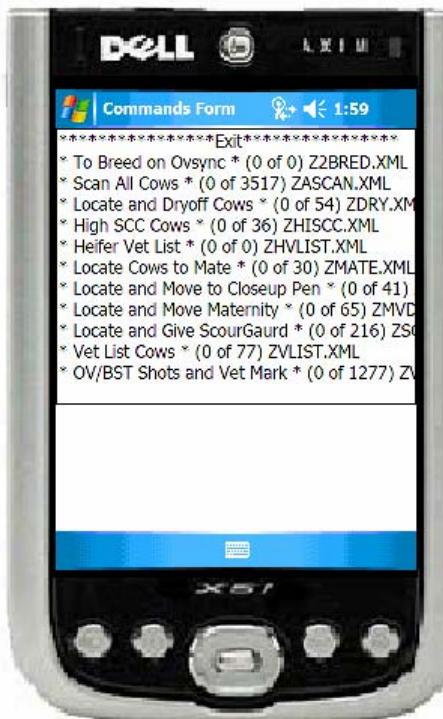 DELL AXIM
Commands Form 1:59
***************Exit****************
* To Breed on Ovsync * (0 of 0) Z2BRED.XML
* Scan All Cows * (0 of 3517) ZASCAN.XML
* Locate and Dryoff Cows * (0 of 54) ZDRY.XM
* High SCC Cows * (0 of 36) ZHISCC.XML
* Heifer Vet List * (0 of 0) ZHVLIST.XML
* Locate Cows to Mate * (0 of 30) ZMATE.XML
* Locate and Move to Closeup Pen * (0 of 41)
* Locate and Move Maternity * (0 of 65) ZMVD
* Locate and Give ScourGaurd * (0 of 216) ZSC
* Vet List Cows * (0 of 77) ZVLIST.XML
* OV/BST Shots and Vet Mark * (0 of 1277) ZV
X51